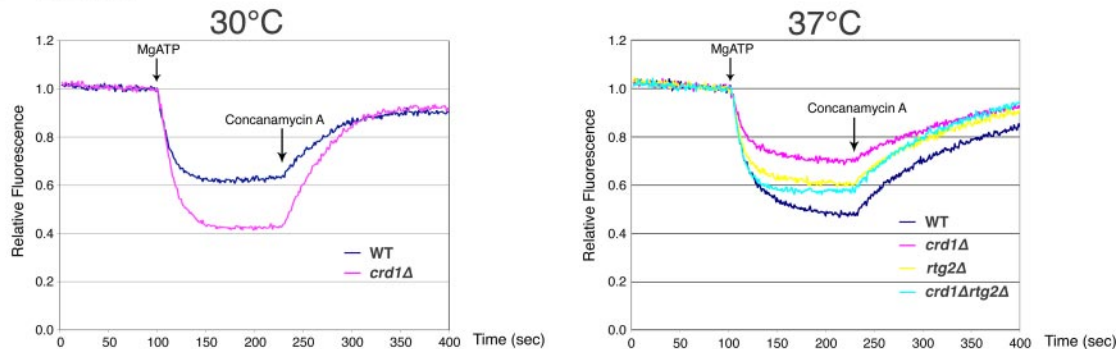 30°C
1.2
1.0
0.8
0.6
0.4
0.2
0.0
Relative Fluorescence
MgATP
Concanamycin A
WT
crd1Δ
0 50 100 150 200 250 300 350 400
Time (sec)
37°C
1.2
1.0
0.8
0.6
0.4
0.2
0.0
Relative Fluorescence
MgATP
Concanamycin A
WT
crd1Δ
rtg2Δ
crd1Δrtg2Δ
0 50 100 150 200 250 300 350 400
Time (sec)